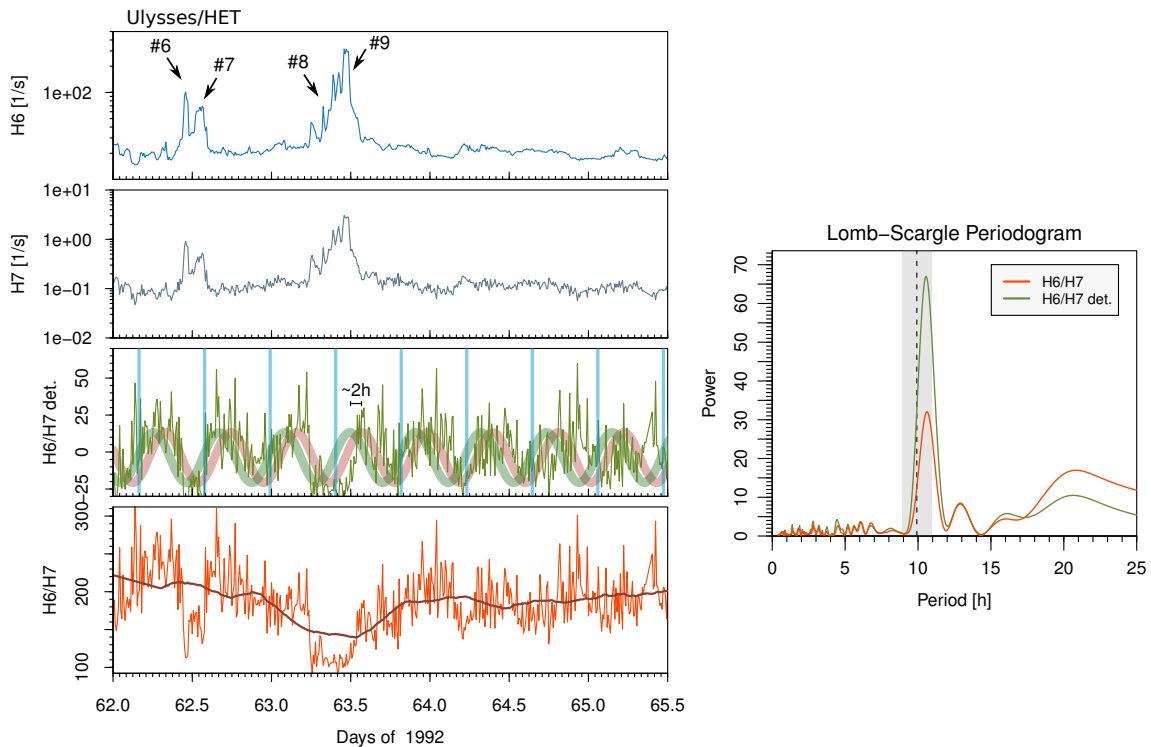 Ulysses/HET
#6
#7
#8
#9
H6 [1/s]
1e+02
H7 [1/s]
1e+01
1e+00
1e−01
1e−02
H6/H7 det.
50
25
0
−25
~2h
H6/H7
300
200
100
62.0 62.5 63.0 63.5 64.0 64.5 65.0 65.5
Days of 1992
Lomb−Scargle Periodogram
Power
70
60
50
40
30
20
10
0
H6/H7
H6/H7 det.
0 5 10 15 20 25
Period [h]